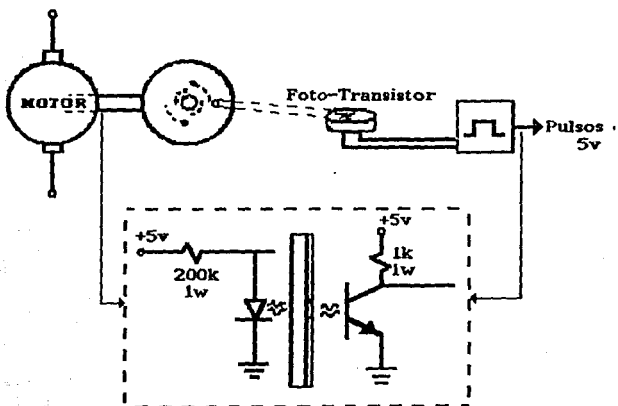 MOTOR
Foto-Transistor
Pulsos
5v
+5v
200k
1w
+5v
1k
1w